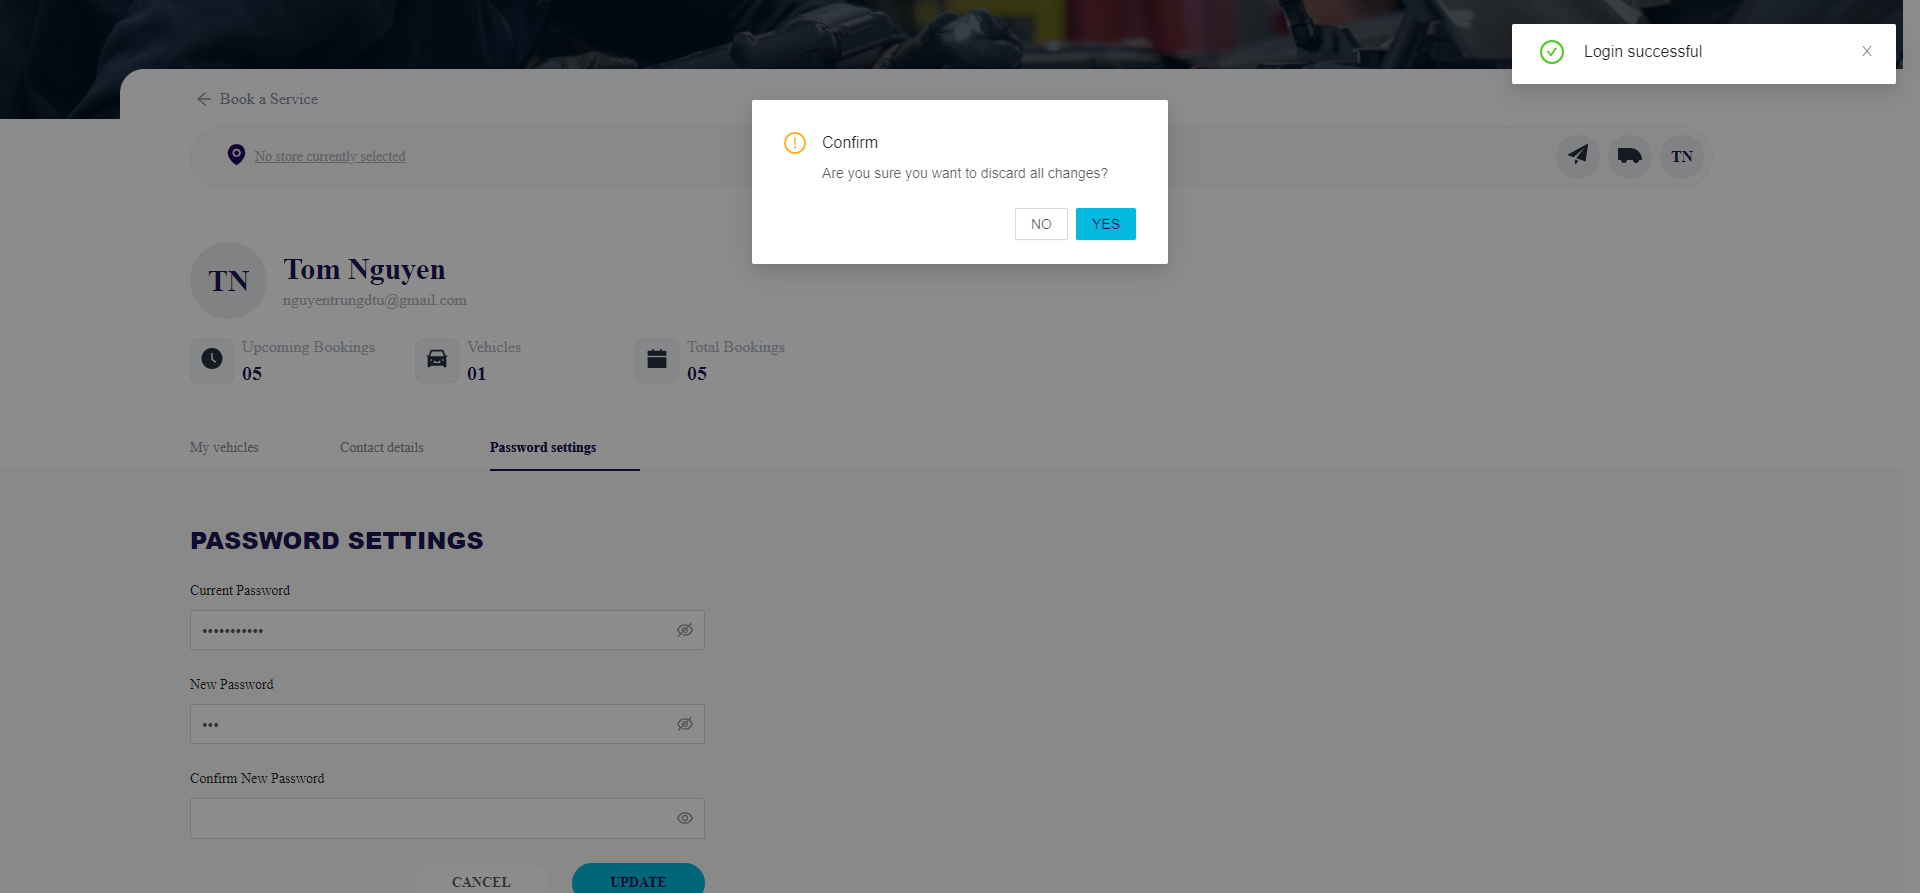 Login successful
Book a Service
Confirm
No store currently selected
TN
Are you sure you want to discard all changes?
NO YES
TN
Tom Nguyen
nguyentrungdtu@gmail.com
Upcoming Bookings
05
Vehicles
01
Total Bookings
05
My vehicles Contact details Password settings
PASSWORD SETTINGS
Current Password
•••••••••••
New Password
•••
Confirm New Password
CANCEL UPDATE